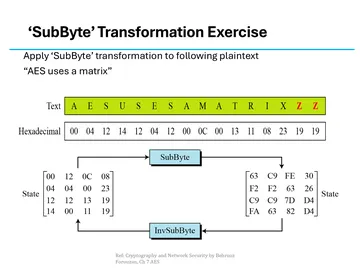 ‘SubByte’ Transformation Exercise
Apply ‘SubByte’ transformation to following plaintext
“AES uses a matrix”
Text A E S U S E S A M A T R I X Z Z
Hexadecimal 00 04 12 14 12 04 12 00 0C 00 13 11 08 23 19 19
SubByte
State
00 12 0C 08
04 04 00 23
12 12 13 19
14 00 11 19
63 C9 FE 30
F2 F2 63 26
C9 C9 7D D4
FA 63 82 D4
State
InvSubByte
Ref: Cryptography and Network Security by Behrouz
Forouzan, Ch 7 AES